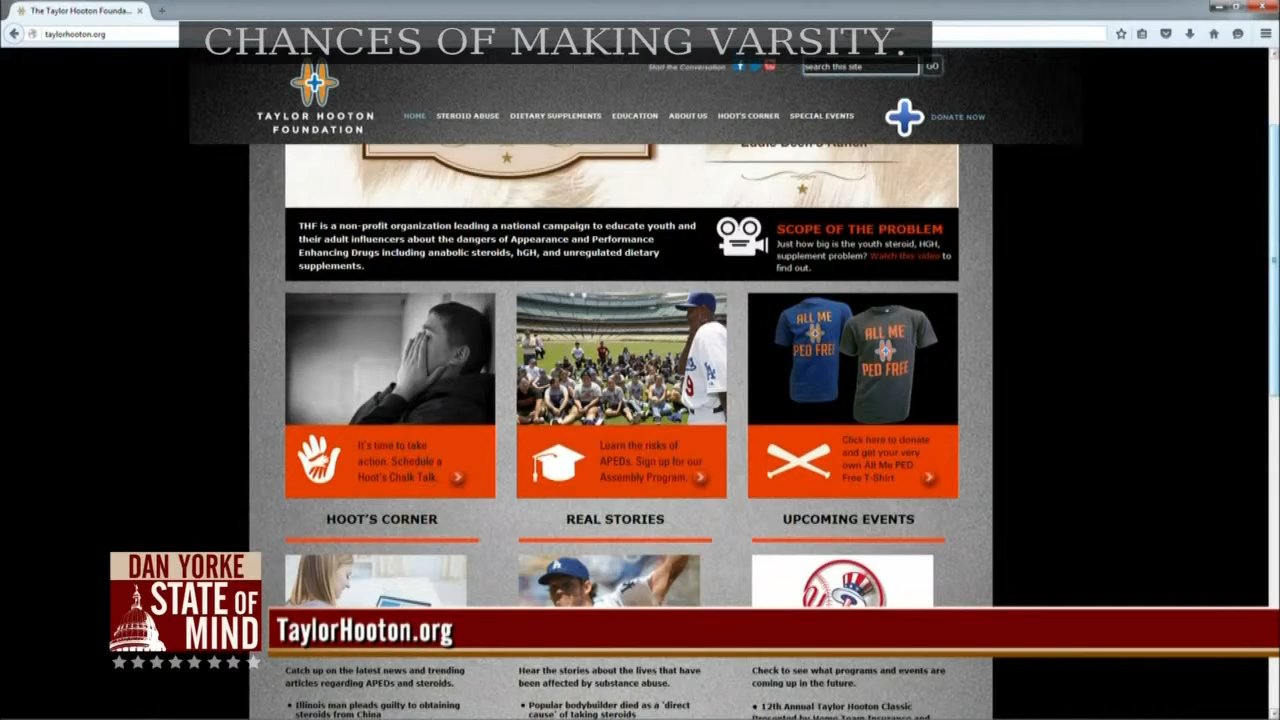 The Taylor Hooton Founda...
taylorhooton.org
CHANCES OF MAKING VARSITY.
Start the Conversation
search this site
GO
TAYLOR HOOTON
FOUNDATION
HOME STEROID ABUSE DIETARY SUPPLEMENTS EDUCATION ABOUT US HOOT'S CORNER SPECIAL EVENTS
DONATE NOW
THF is a non-profit organization leading a national campaign to educate youth and
their adult influencers about the dangers of Appearance and Performance
Enhancing Drugs including anabolic steroids, hGH, and unregulated dietary
supplements.
SCOPE OF THE PROBLEM
Just how big is the youth steroid, HGH,
supplement problem? Watch this video to
find out.
ALL ME
PED FREE
ALL ME
PED FREE
9
It's time to take
action. Schedule a
Hoot's Chalk Talk.
Learn the risks of
APEDs. Sign up for our
Assembly Program.
Click here to donate
and get your very
own All Me PED
Free T-Shirt
HOOT'S CORNER
REAL STORIES
UPCOMING EVENTS
DAN YORKE
STATE OF
MIND
TaylorHooton.org
Catch up on the latest news and trending
articles regarding APEDs and steroids.
• Illinois man pleads guilty to obtaining
steroids from China
Hear the stories about the lives that have
been affected by substance abuse.
• Popular bodybuilder died as a 'direct
cause' of taking steroids
Check to see what programs and events are
coming up in the future.
• 12th Annual Taylor Hooton Classic
Presented by Home Team Insurance and